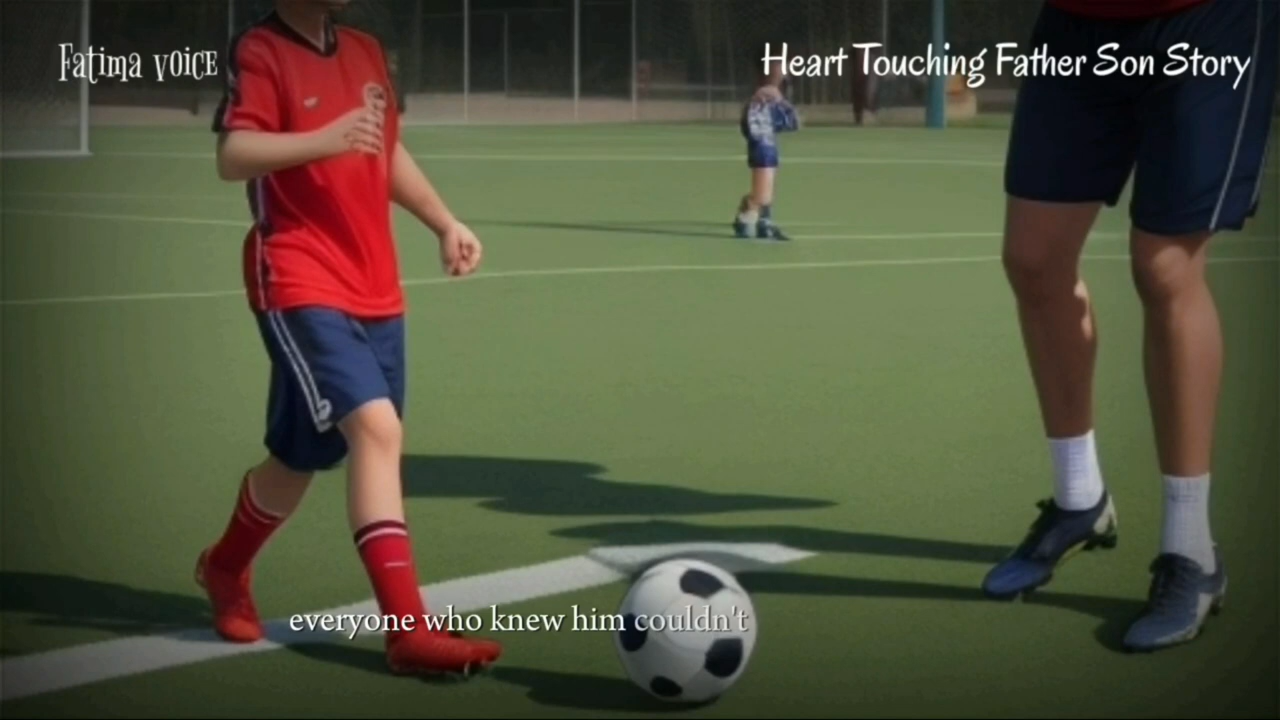 Fatima voice
Heart Touching Father Son Story
everyone who knew him couldn't